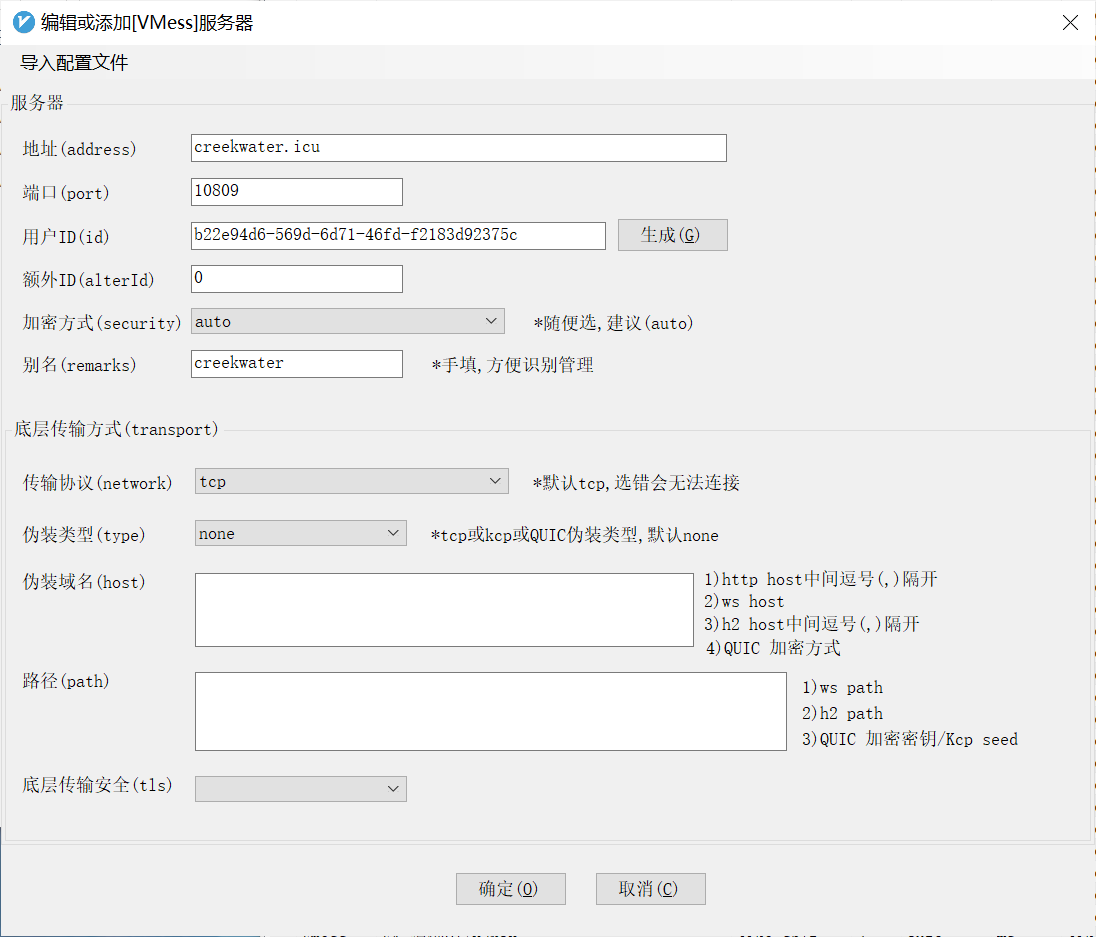 编辑或添加[VMess]服务器
导入配置文件
服务器
地址(address) creekwater.icu
端口(port) 10809
用户ID(id) b22e94d6-569d-6d71-46fd-f2183d92375c 生成(G)
额外ID(alterId) 0
加密方式(security) auto *随便选,建议(auto)
别名(remarks) creekwater *手填,方便识别管理
底层传输方式(transport)
传输协议(network) tcp *默认tcp,选错会无法连接
伪装类型(type) none *tcp或kcp或QUIC伪装类型,默认none
伪装域名(host)
1)http host中间逗号(,)隔开
2)ws host
3)h2 host中间逗号(,)隔开
4)QUIC 加密方式
路径(path)
1)ws path
2)h2 path
3)QUIC 加密密钥/Kcp seed
底层传输安全(tls)
确定(O) 取消(C)